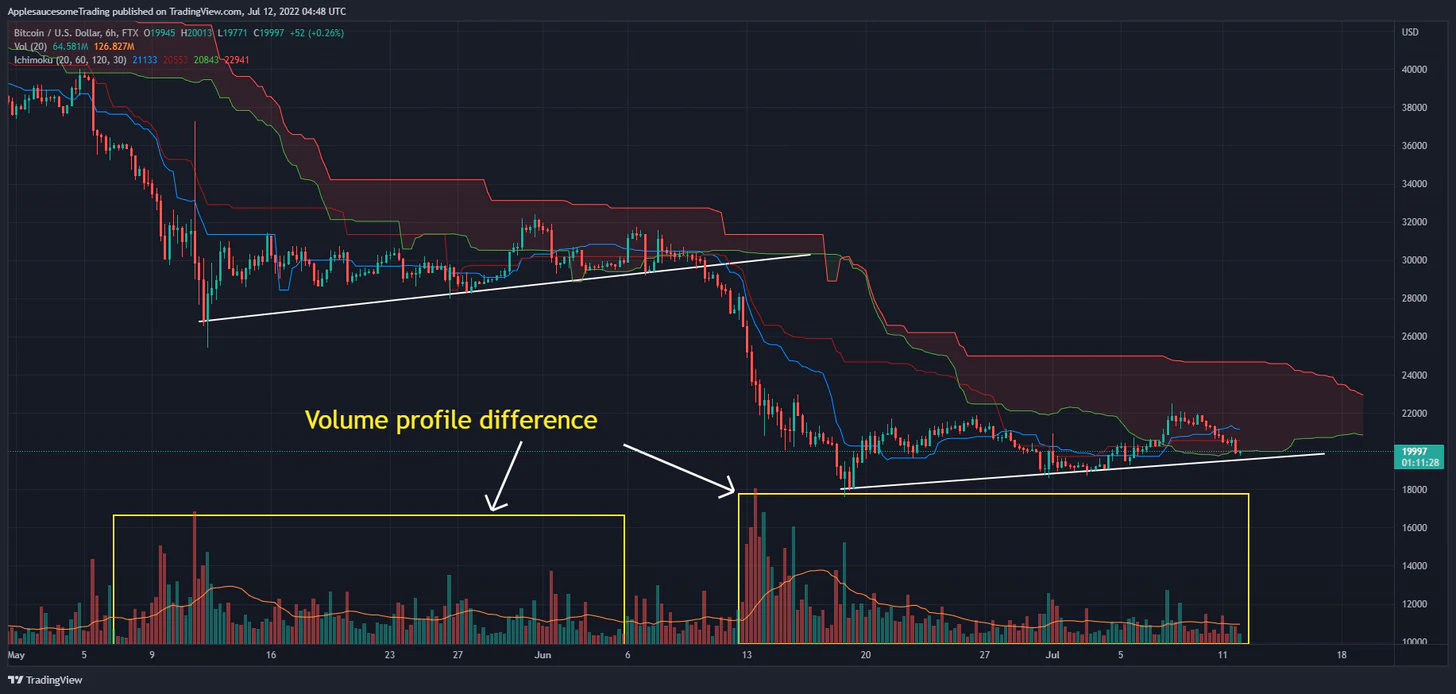 ApplesaucesomeTrading published on TradingView.com, Jul 12, 2022 04:48 UTC
Bitcoin / U.S. Dollar, 6h, FTX O19945 H20013 L19771 C19997 +52 (+0.26%)
Vol (20) 64.581M 126.827M
Ichimoku (20, 60, 120, 30) 21133 20553 20843 22941
USD
40000
38000
36000
34000
32000
30000
28000
26000
24000
22000
19997
01:11:28
18000
16000
14000
12000
10000
Volume profile difference
May 5 9 16 23 27 Jun 6 13 20 27 Jul 5 11 18
TradingView